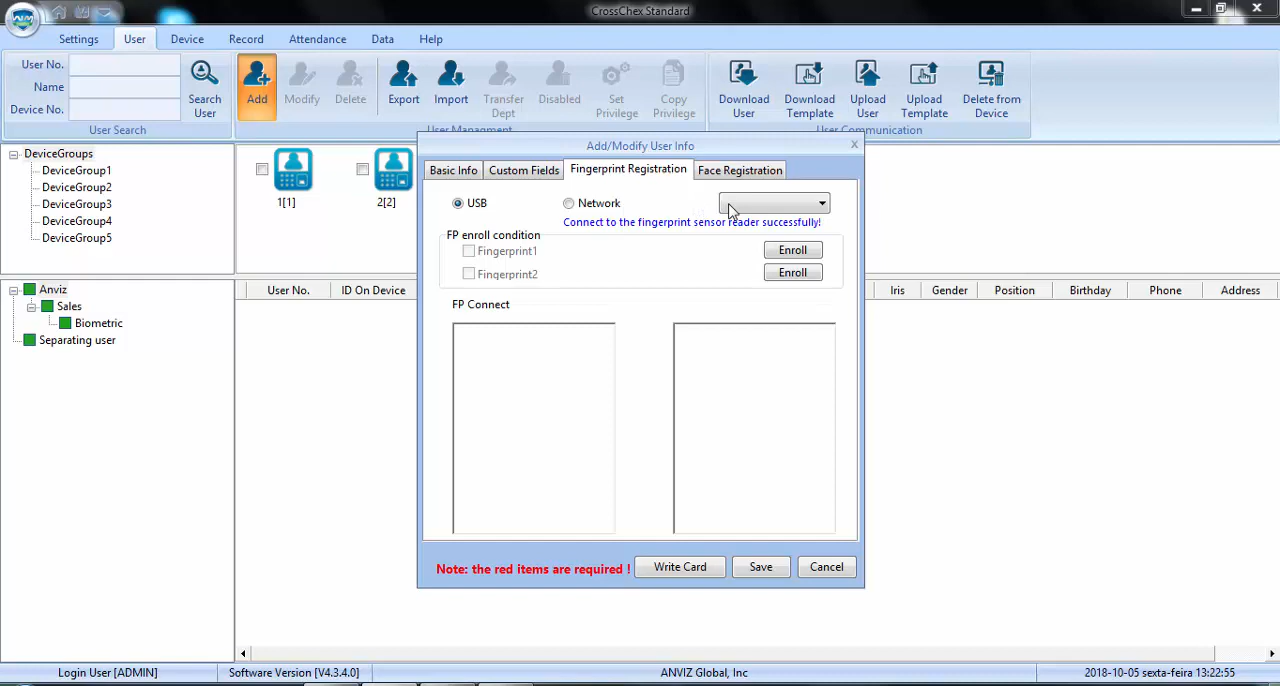 CrossChex Standard
Settings User Device Record Attendance Data Help
User No.
Name
Device No.
Search User
User Search
Add Modify Delete Export Import Transfer Dept Disabled Set Privilege Copy Privilege
User Managment
Download User Download Template Upload User Upload Template Delete from Device
User Communication
DeviceGroups
DeviceGroup1
DeviceGroup2
DeviceGroup3
DeviceGroup4
DeviceGroup5
1[1] 2[2]
Anviz
Sales
Biometric
Separating user
User No. ID On Device Iris Gender Position Birthday Phone Address
Add/Modify User Info x
Basic Info Custom Fields Fingerprint Registration Face Registration
USB Network
Connect to the fingerprint sensor reader successfully!
FP enroll condition
Fingerprint1 Enroll
Fingerprint2 Enroll
FP Connect
Note: the red items are required ! Write Card Save Cancel
Login User [ADMIN] Software Version [V4.3.4.0] ANVIZ Global, Inc 2018-10-05 sexta-feira 13:22:55